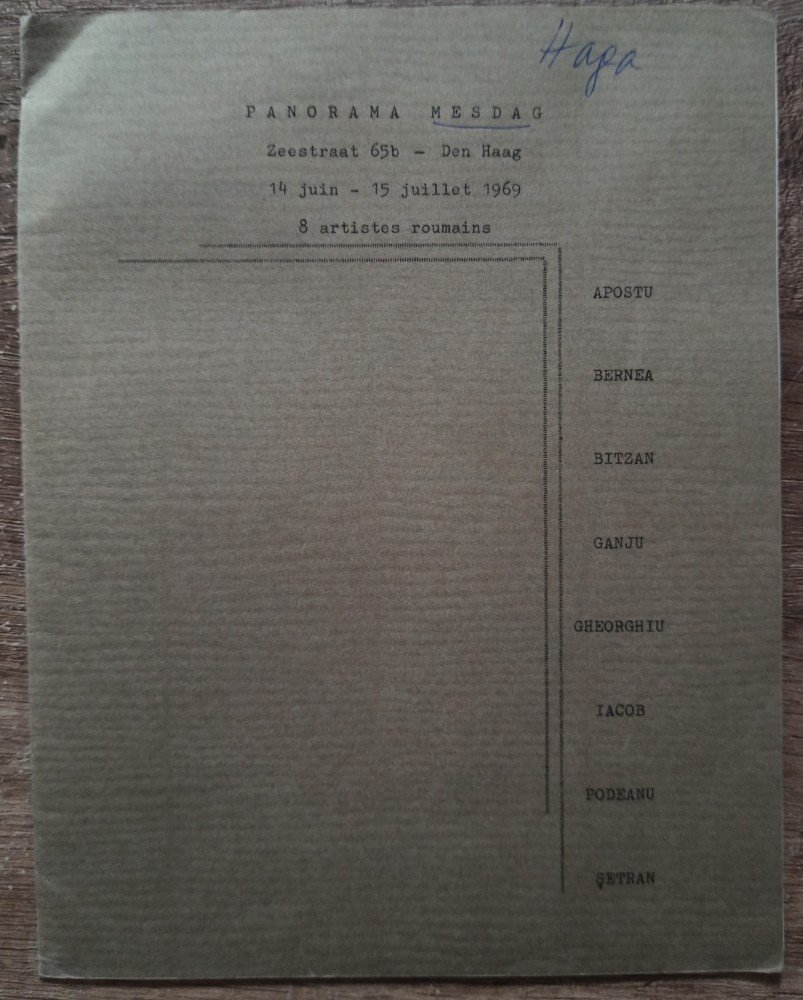 Haga
PANORAMA MESDAG
Zeestraat 65b - Den Haag
14 juin - 15 juillet 1969
8 artistes roumains
APOSTU
BERNEA
BITZAN
GANJU
GHEORGHIU
IACOB
PODEANU
ȘETRAN